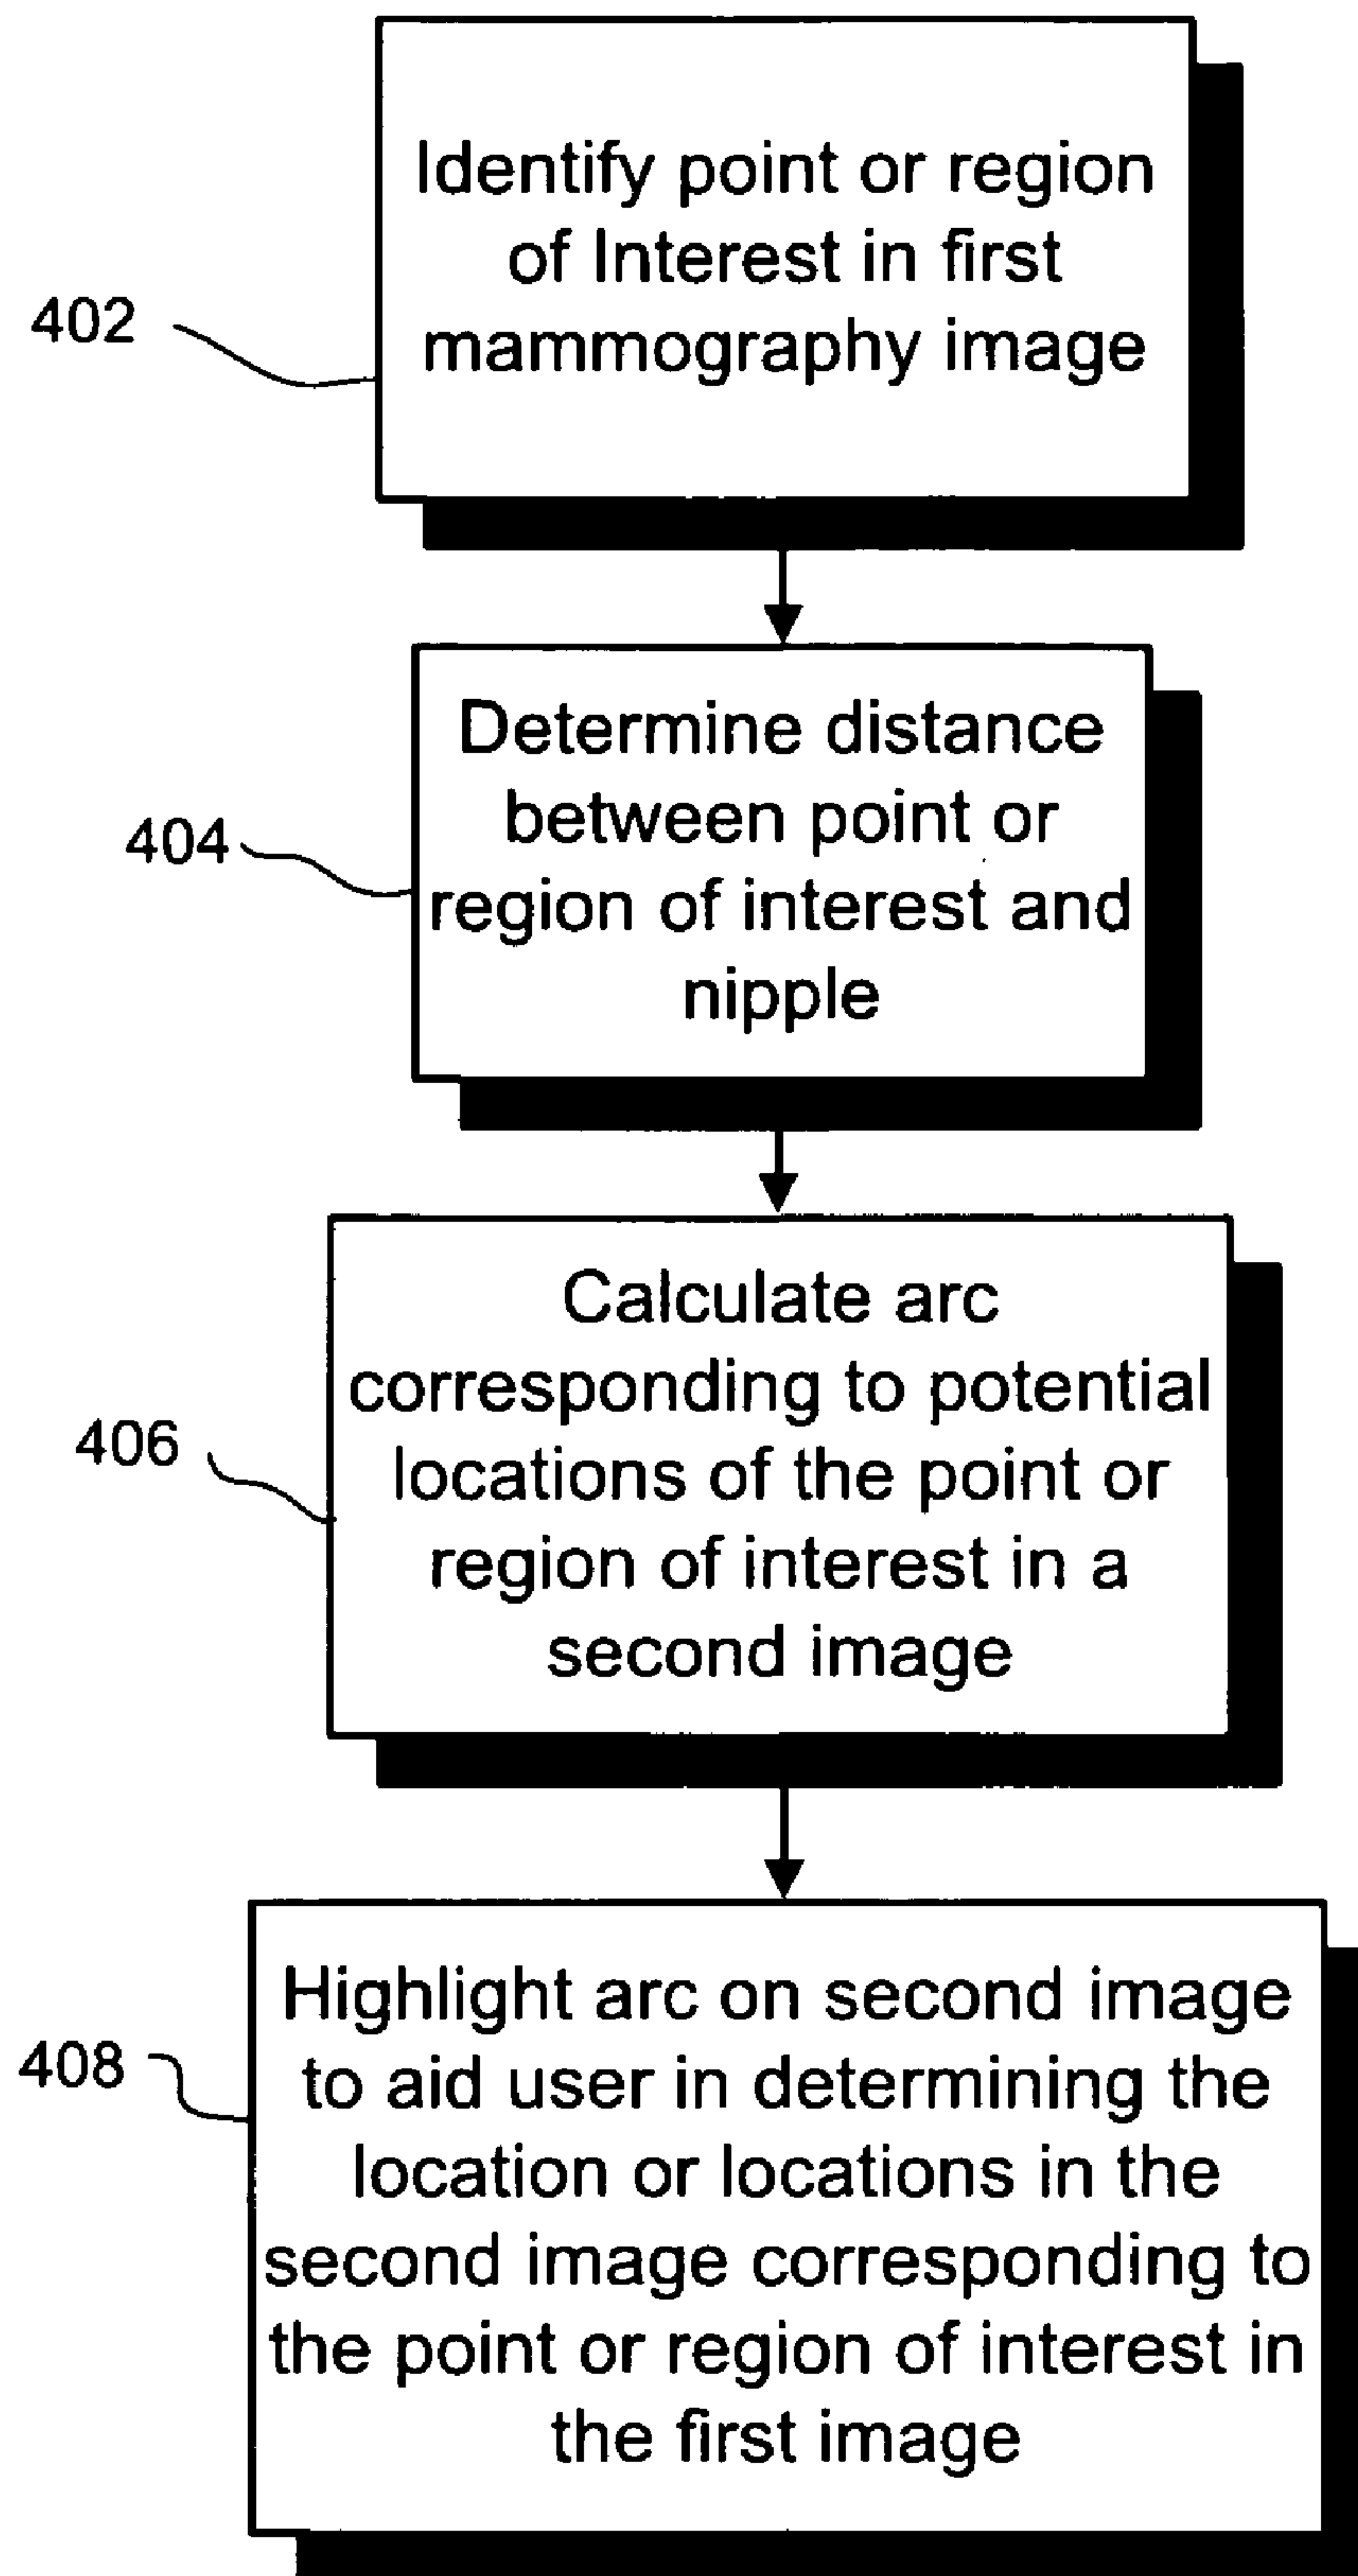 Identify point or region
of Interest in first
mammography image
402
Determine distance
between point or
region of interest and
nipple
404
Calculate arc
corresponding to potential
locations of the point or
region of interest in a
second image
406
Highlight arc on second image
to aid user in determining the
location or locations in the
second image corresponding to
the point or region of interest in
the first image
408